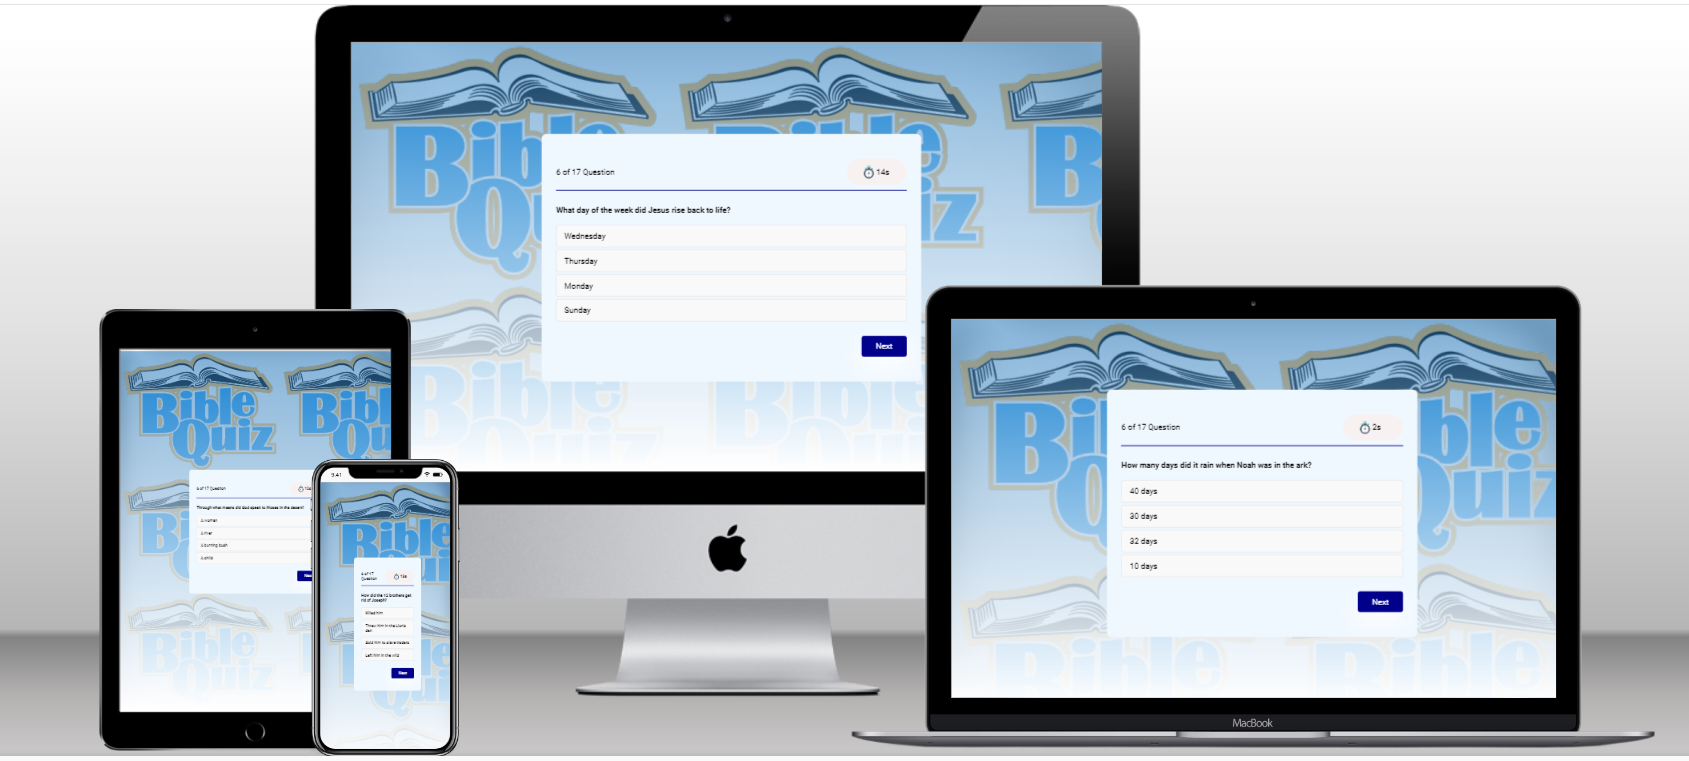 Bible
Quiz
6 of 17 Question
14s
What day of the week did Jesus rise back to life?
Wednesday
Thursday
Monday
Sunday
Next
Bible
Quiz
6 of 17 Question
Through what means did God speak to Moses in the desert?
A woman
A river
A burning bush
A child
9:41
Bible
Quiz
6 of 17
Question
15s
How did the 12 brothers get
rid of Joseph?
Killed him
Threw him in the Lion's
den
Sold him to slave traders
Left him in the wild
Next
Bible
Quiz
6 of 17 Question
2s
How many days did it rain when Noah was in the ark?
40 days
30 days
32 days
10 days
Next
MacBook